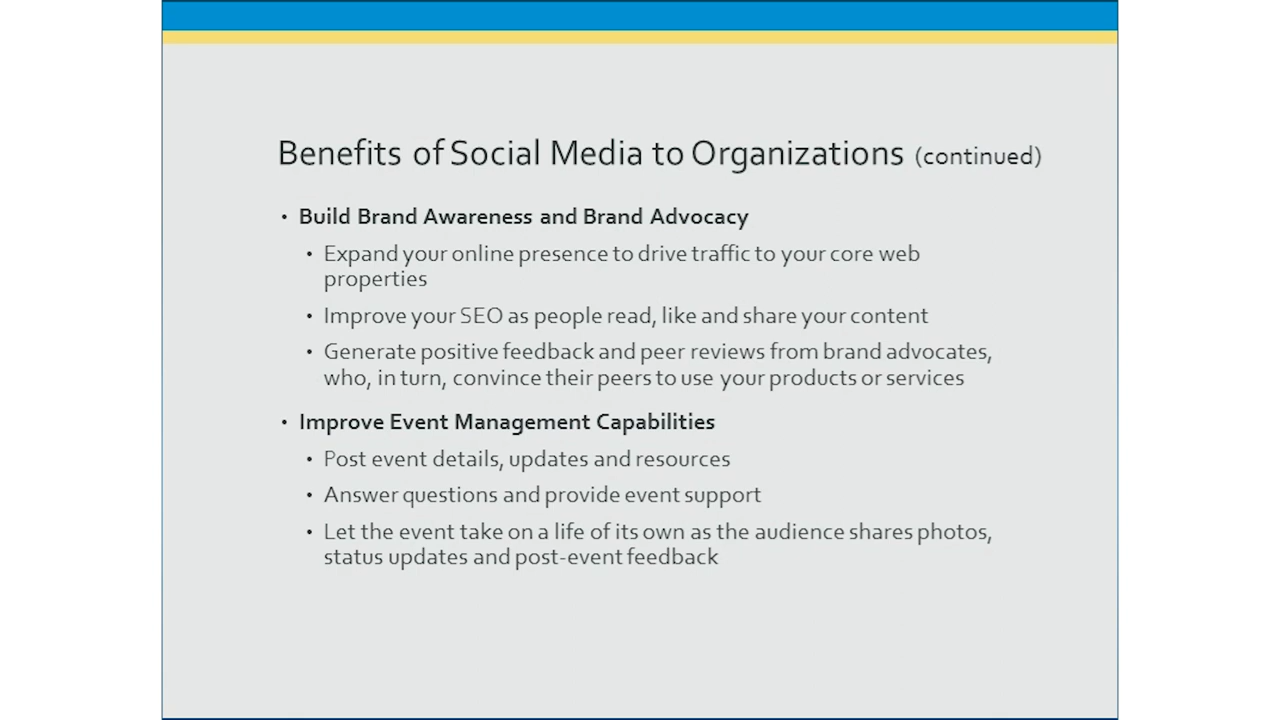 Benefits of Social Media to Organizations (continued)
• Build Brand Awareness and Brand Advocacy
• Expand your online presence to drive traffic to your core web
properties
• Improve your SEO as people read, like and share your content
• Generate positive feedback and peer reviews from brand advocates,
who, in turn, convince their peers to use your products or services
• Improve Event Management Capabilities
• Post event details, updates and resources
• Answer questions and provide event support
• Let the event take on a life of its own as the audience shares photos,
status updates and post-event feedback